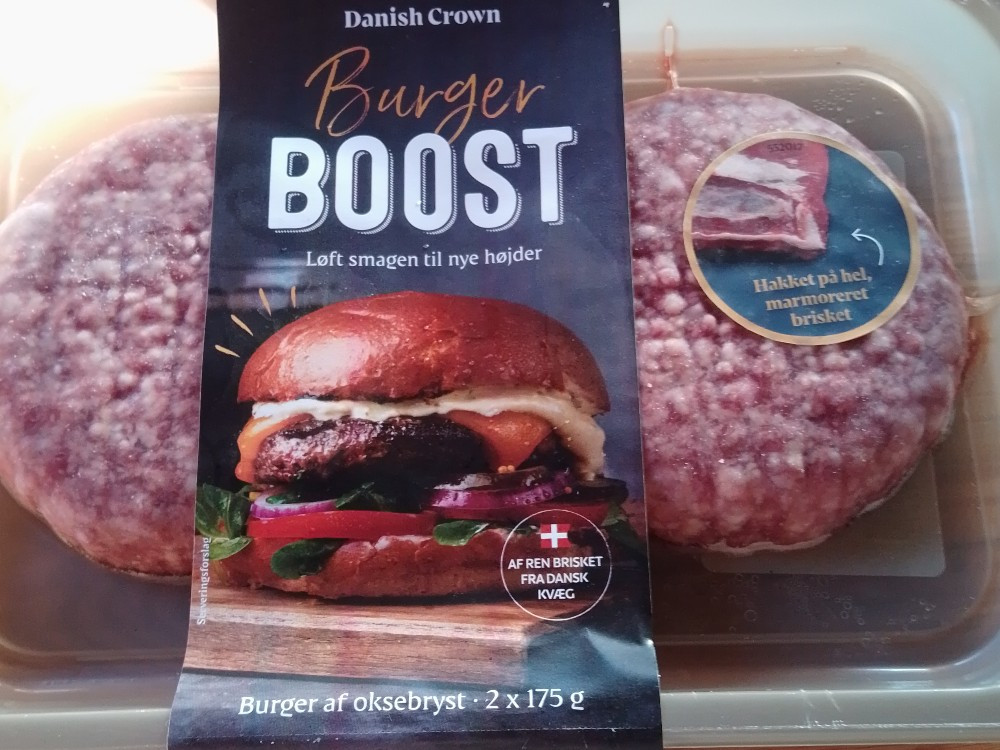 Danish Crown
Burger
BOOST
Løft smagen til nye højder
552012
Hakket på hel,
marmoreret
brisket
AF REN BRISKET
FRA DANSK
KVÆG
Serveringsforslag
Burger af oksebryst · 2 x 175 g